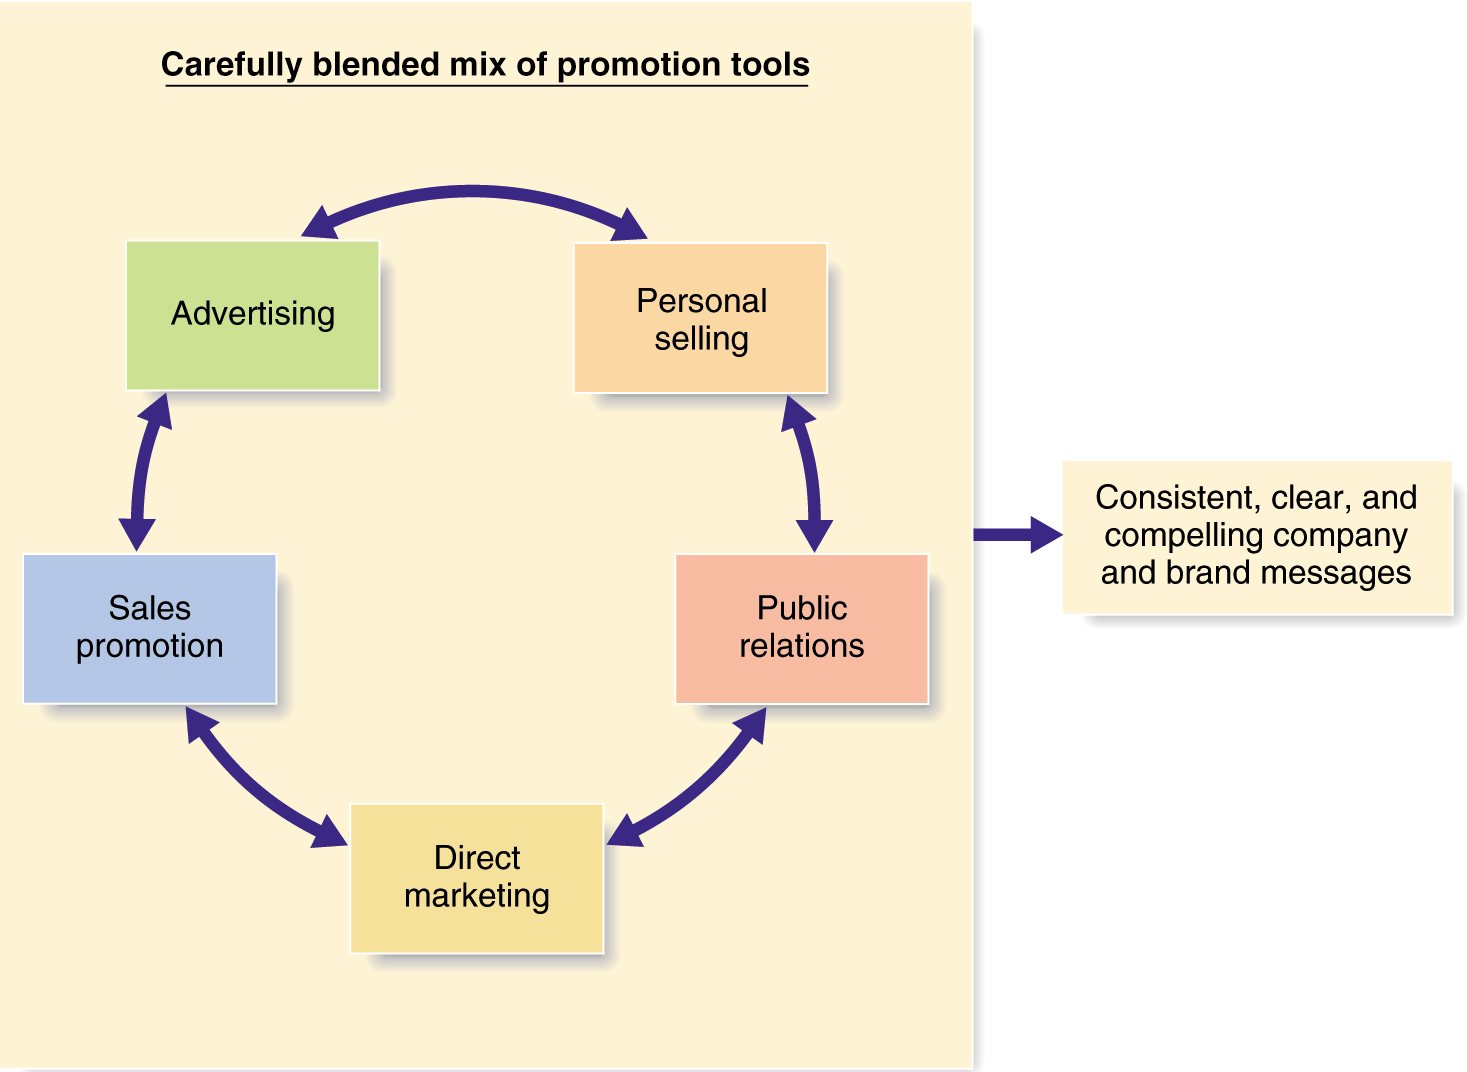 Carefully blended mix of promotion tools
Advertising
Personal
selling
Consistent, clear, and
compelling company
and brand messages
Sales
promotion
Public
relations
Direct
marketing